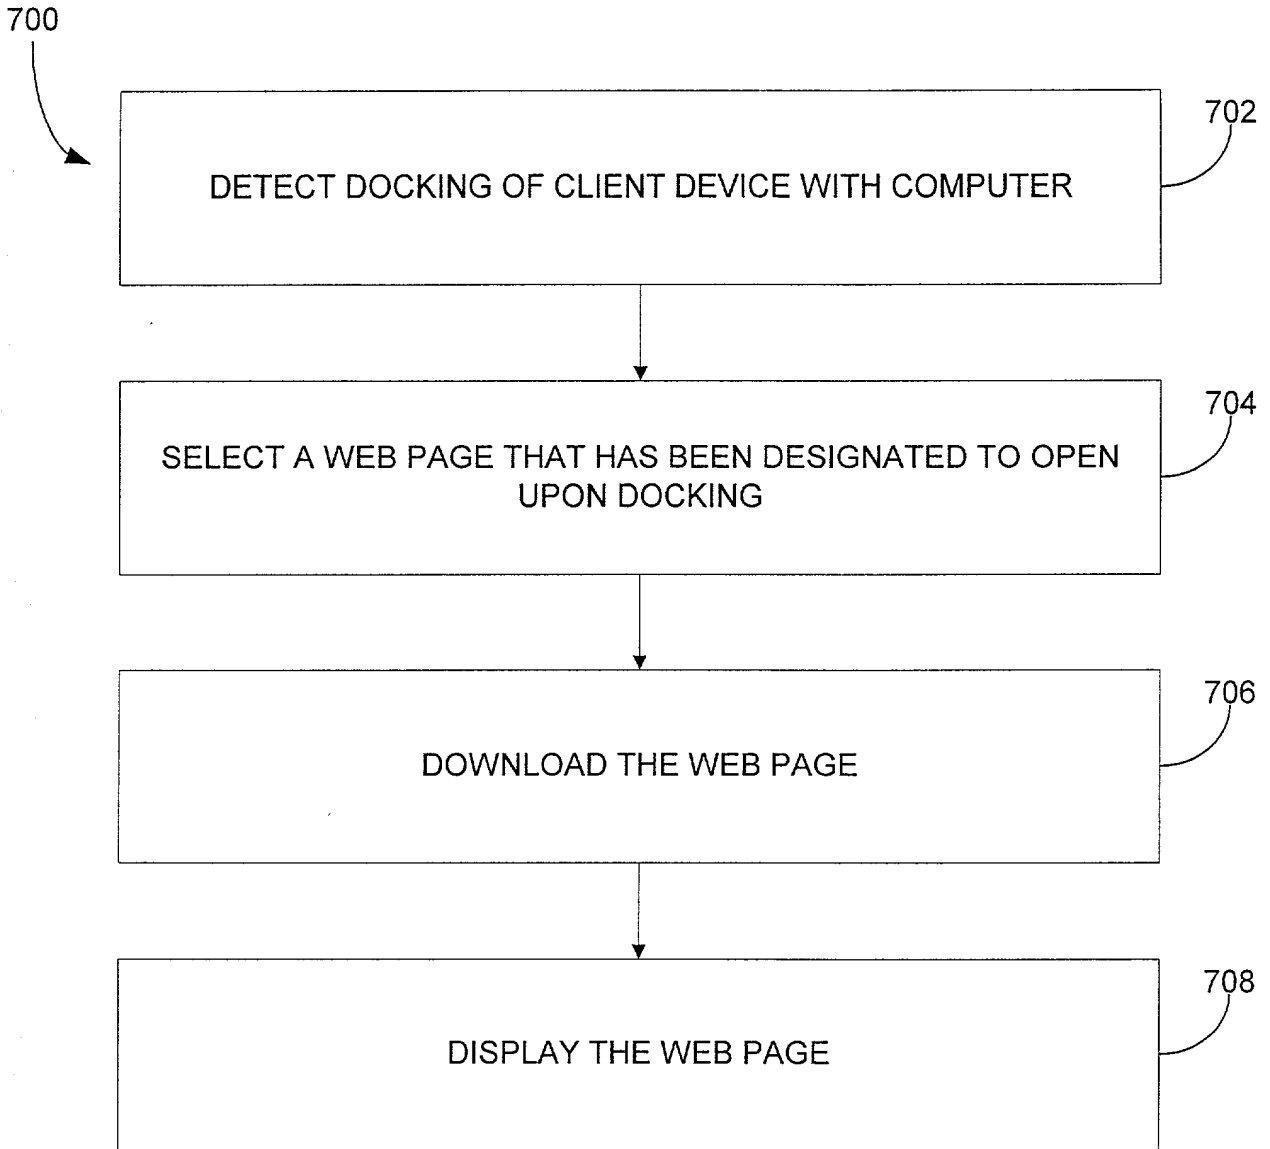 700
702
DETECT DOCKING OF CLIENT DEVICE WITH COMPUTER
704
SELECT A WEB PAGE THAT HAS BEEN DESIGNATED TO OPEN
UPON DOCKING
706
DOWNLOAD THE WEB PAGE
708
DISPLAY THE WEB PAGE